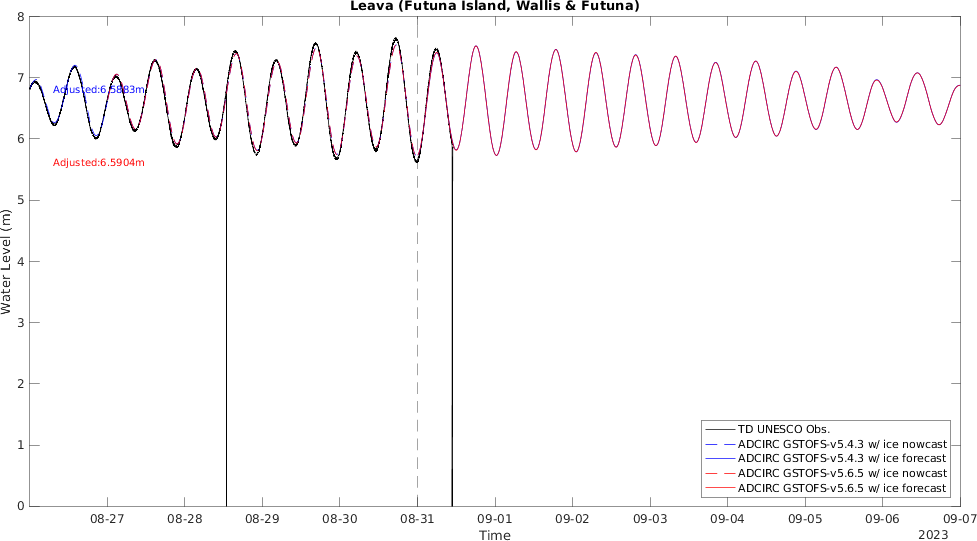 Leava (Futuna Island, Wallis & Futuna)
8
7
6
5
4
3
2
1
0
Water Level (m)
Adjusted:6.5883m
Adjusted:6.5904m
TD UNESCO Obs.
ADCIRC GSTOFS-v5.4.3 w/ ice nowcast
ADCIRC GSTOFS-v5.4.3 w/ ice forecast
ADCIRC GSTOFS-v5.6.5 w/ ice nowcast
ADCIRC GSTOFS-v5.6.5 w/ ice forecast
08-27 08-28 08-29 08-30 08-31 09-01 09-02 09-03 09-04 09-05 09-06 09-07
Time
2023